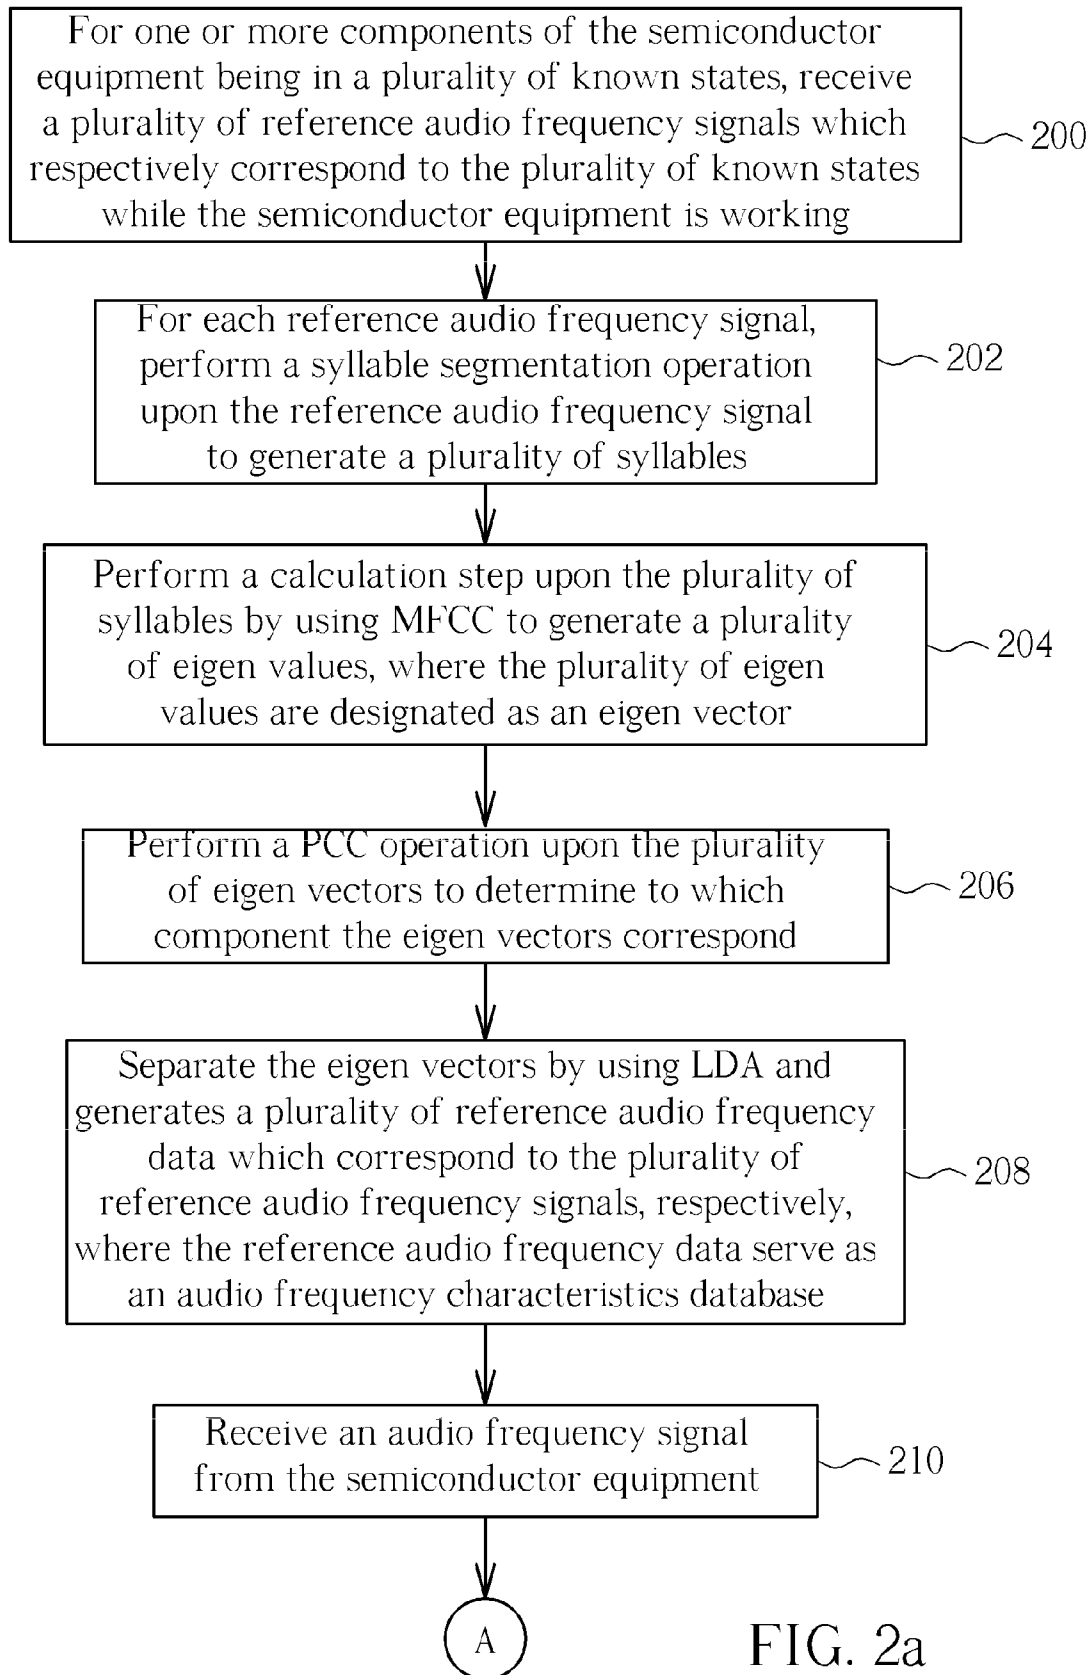 For one or more components of the semiconductor
equipment being in a plurality of known states, receive
a plurality of reference audio frequency signals which
respectively correspond to the plurality of known states
while the semiconductor equipment is working
200
For each reference audio frequency signal,
perform a syllable segmentation operation
upon the reference audio frequency signal
to generate a plurality of syllables
202
Perform a calculation step upon the plurality of
syllables by using MFCC to generate a plurality
of eigen values, where the plurality of eigen
values are designated as an eigen vector
204
Perform a PCC operation upon the plurality
of eigen vectors to determine to which
component the eigen vectors correspond
206
Separate the eigen vectors by using LDA and
generates a plurality of reference audio frequency
data which correspond to the plurality of
reference audio frequency signals, respectively,
where the reference audio frequency data serve as
an audio frequency characteristics database
208
Receive an audio frequency signal
from the semiconductor equipment
210
A
FIG. 2a